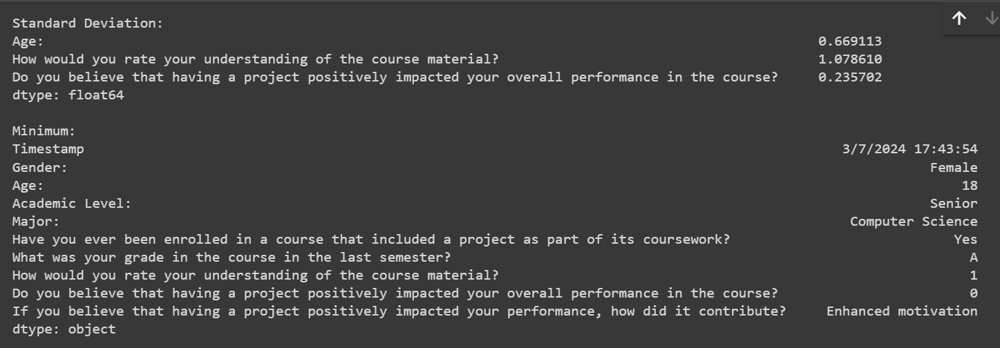 Standard Deviation:
Age: 0.669113
How would you rate your understanding of the course material? 1.078610
Do you believe that having a project positively impacted your overall performance in the course? 0.235702
dtype: float64
Minimum:
Timestamp 3/7/2024 17:43:54
Gender: Female
Age: 18
Academic Level: Senior
Major: Computer Science
Have you ever been enrolled in a course that included a project as part of its coursework? Yes
What was your grade in the course in the last semester? A
How would you rate your understanding of the course material? 1
Do you believe that having a project positively impacted your overall performance in the course? 0
If you believe that having a project positively impacted your performance, how did it contribute? Enhanced motivation
dtype: object